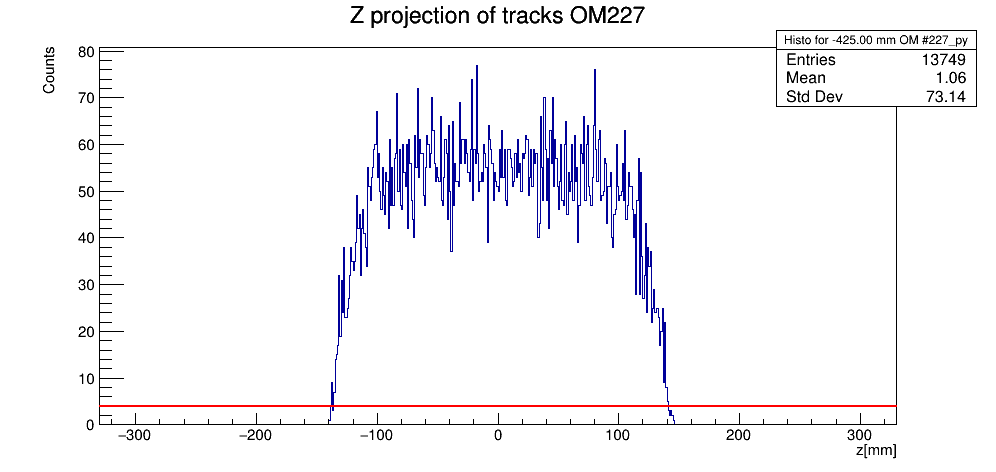 Z projection of tracks OM227
Histo for -425.00 mm OM #227_py
Entries 13749
Mean 1.06
Std Dev 73.14
Counts
80
70
60
50
40
30
20
10
0
−300 −200 −100 0 100 200 300
z[mm]